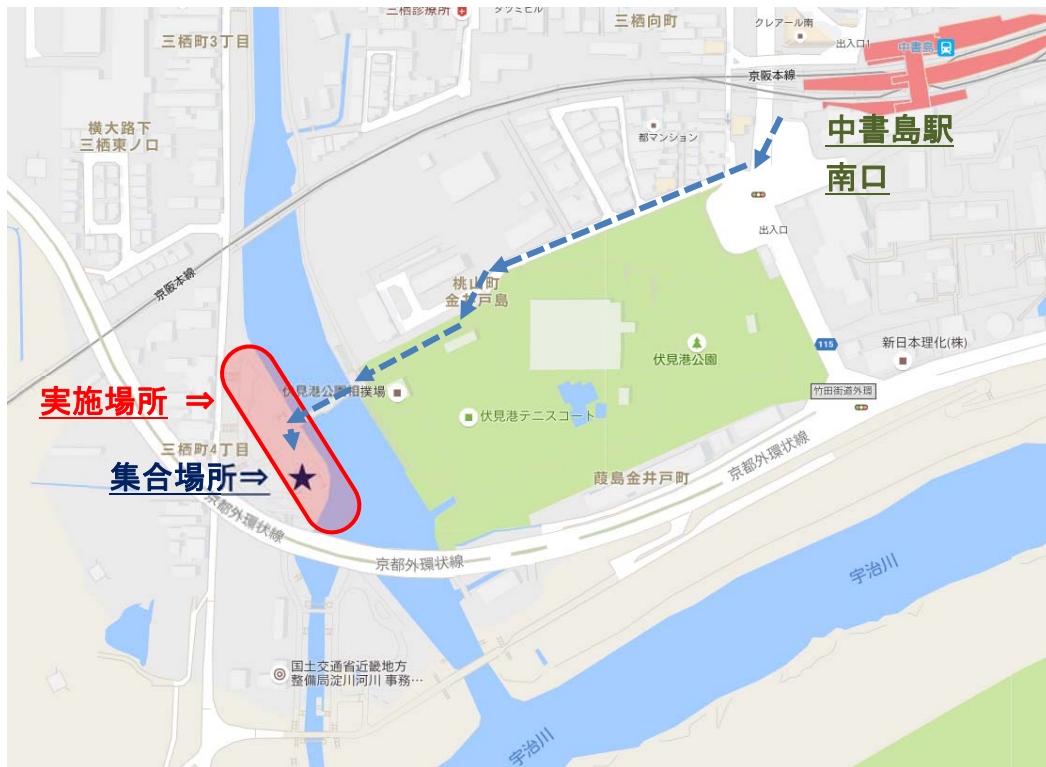 三栖診療所
タツミビル
三栖町3丁目
三栖向町
クレアール南
出入口1
中書島
京阪本線
横大路下
三栖東ノ口
都マンション
中書島駅
南口
出入口
京阪本線
桃山町
金井戸島
115
新日本理化(株)
伏見港公園
竹田街道外環
実施場所 ⇒
伏見港公園相撲場
伏見港テニスコート
三栖町4丁目
集合場所⇒
葭島金井戸町
京都外環状線
京都外環状線
京都外環状線
宇治川
国土交通省近畿地方
整備局淀川河川 事務…
宇治川